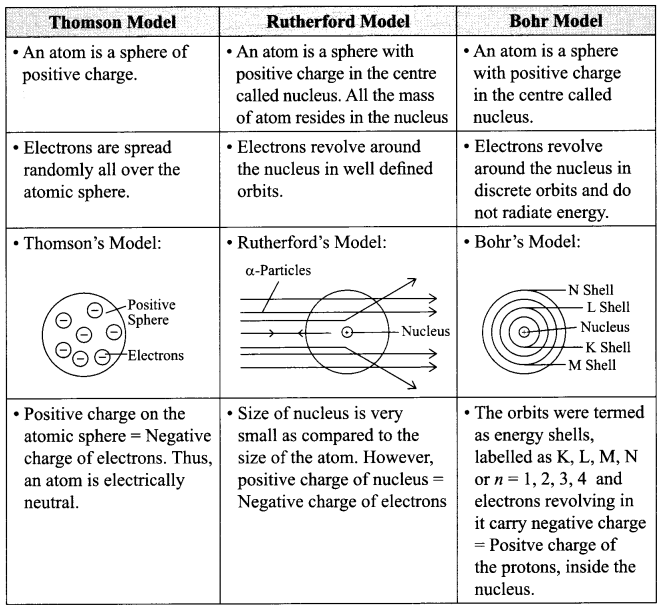 Thomson Model
Rutherford Model
Bohr Model
• An atom is a sphere of
positive charge.
• An atom is a sphere with
positive charge in the centre
called nucleus. All the mass
of atom resides in the nucleus
• An atom is a sphere
with positive charge
in the centre called
nucleus.
• Electrons are spread
randomly all over the
atomic sphere.
• Electrons revolve around
the nucleus in well defined
orbits.
• Electrons revolve
around the nucleus in
discrete orbits and do
not radiate energy.
• Thomson's Model:
Positive
Sphere
Electrons
• Rutherford's Model:
α-Particles
Nucleus
• Bohr's Model:
N Shell
L Shell
Nucleus
K Shell
M Shell
• Positive charge on the
atomic sphere = Negative
charge of electrons. Thus,
an atom is electrically
neutral.
• Size of nucleus is very
small as compared to the
size of the atom. However,
positive charge of nucleus =
Negative charge of electrons
• The orbits were termed
as energy shells,
labelled as K, L, M, N
or n = 1, 2, 3, 4 and
electrons revolving in
it carry negative charge
= Positve charge of
the protons, inside the
nucleus.